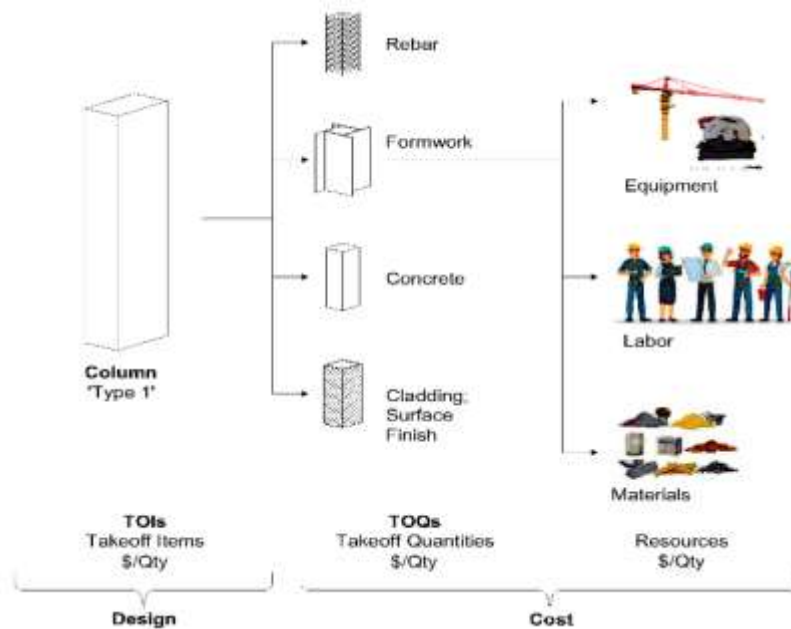 Rebar
Formwork
Equipment
Concrete
Labor
Column
"Type 1"
Cladding;
Surface
Finish
Materials
TOIs
Takeoff Items
$/Qty
TOQs
Takeoff Quantities
$/Qty
Resources
$/Qty
Design
Cost